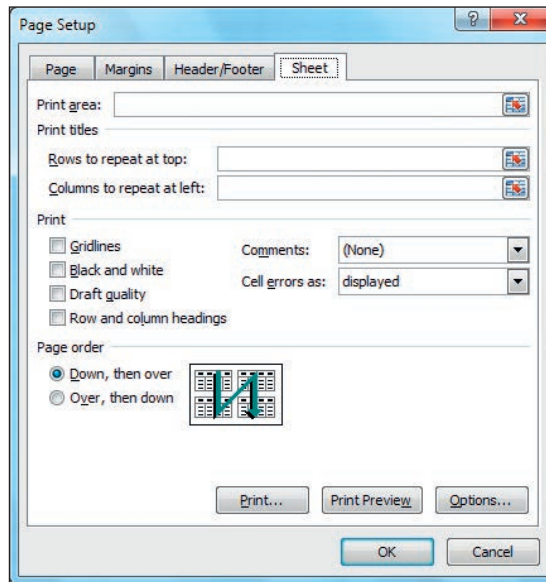 Page Setup
Page Margins Header/Footer Sheet
Print area:
Print titles
Rows to repeat at top:
Columns to repeat at left:
Print
Gridlines
Black and white
Draft quality
Row and column headings
Comments: (None)
Cell errors as: displayed
Page order
Down, then over
Over, then down
Print... Print Preview Options...
OK Cancel